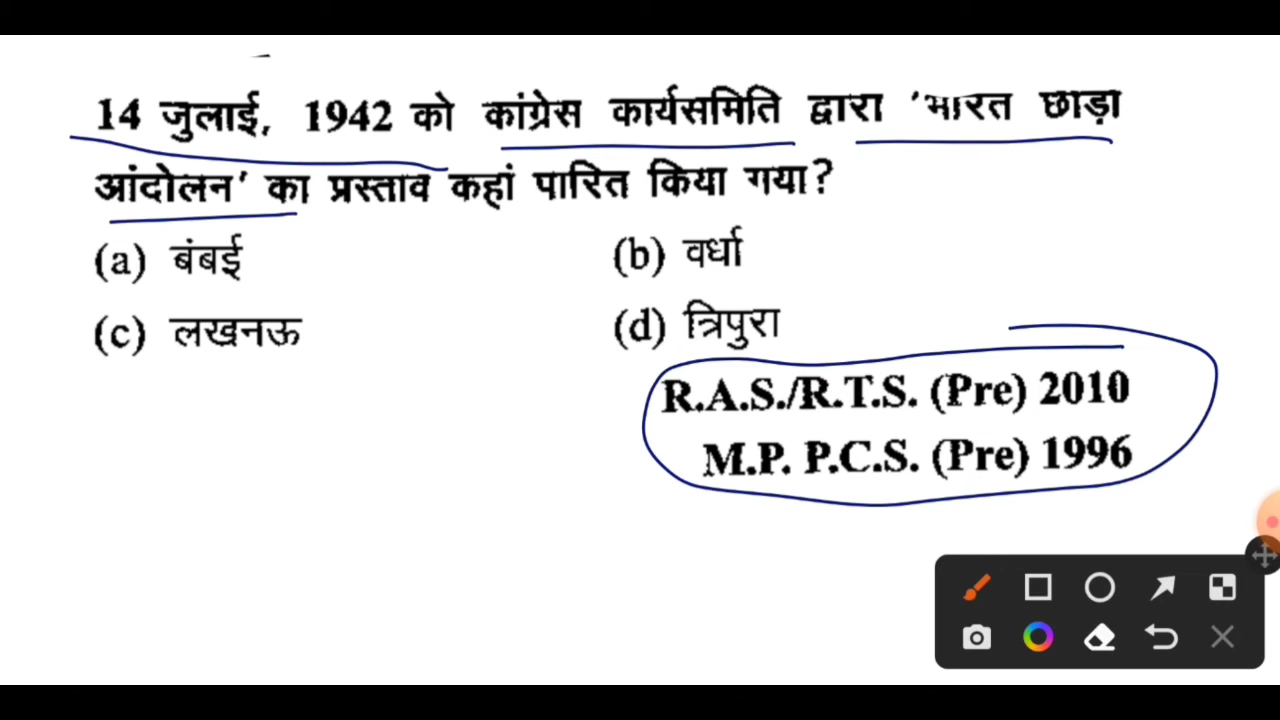 14 जुलाई, 1942 को कांग्रेस कार्यसमिति द्वारा 'भारत छाड़ा
आंदोलन' का प्रस्ताव कहां पारित किया गया?
(a) बंबई (b) वर्धा
(c) लखनऊ (d) त्रिपुरा
R.A.S./R.T.S. (Pre) 2010
M.P. P.C.S. (Pre) 1996